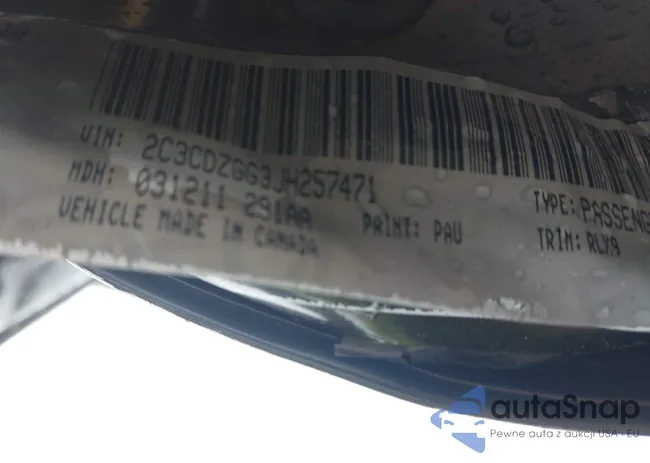 VIN: 2C3CDZGG3JH257471
MDH: 031211 291AA
VEHICLE MADE IN CANADA
PAINT: PAU
TYPE: PASSENG
TRIM: RLX9
autaSnap
Pewne auta z aukcji USA i EU